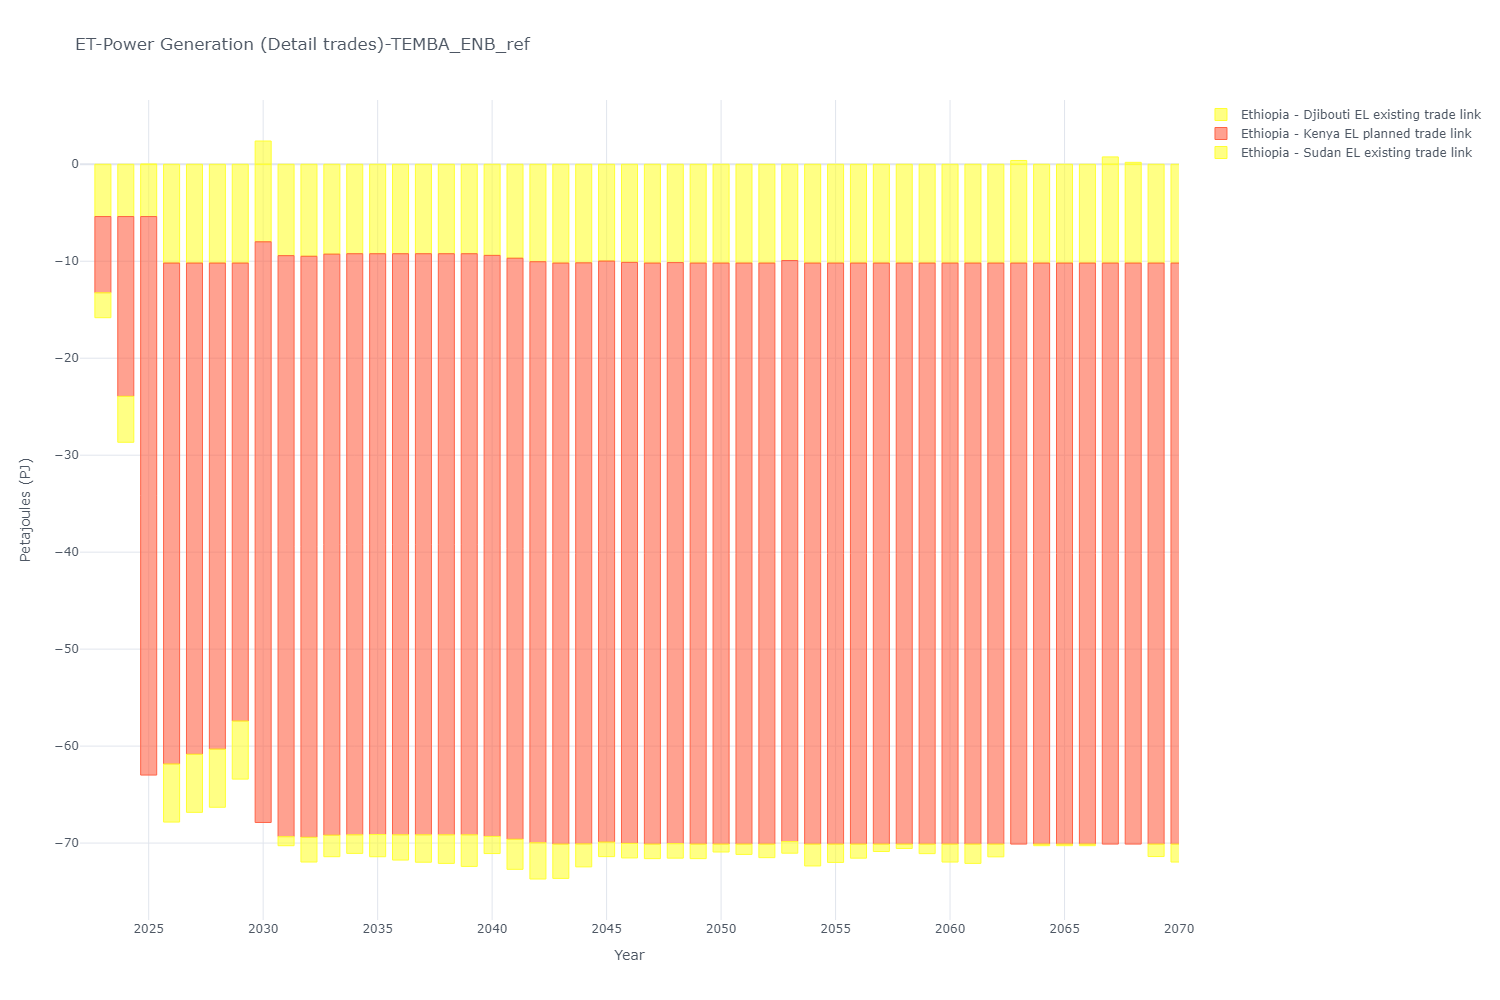 ET-Power Generation (Detail trades)-TEMBA_ENB_ref
Ethiopia - Djibouti EL existing trade link
Ethiopia - Kenya EL planned trade link
Ethiopia - Sudan EL existing trade link
0
−10
−20
−30
−40
−50
−60
−70
Petajoules (PJ)
2025 2030 2035 2040 2045 2050 2055 2060 2065 2070
Year